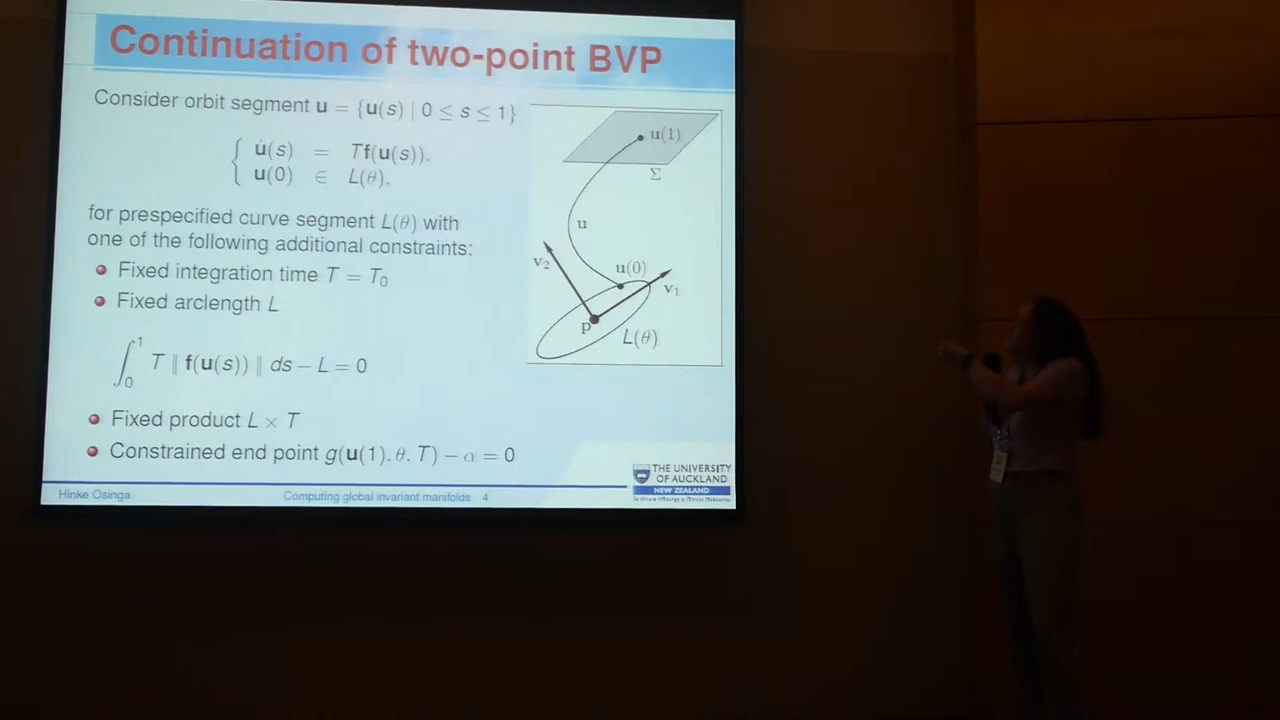 Continuation of two-point BVP
Consider orbit segment u = {u(s) | 0 ≤ s ≤ 1}
u̇(s) = Tf(u(s)).
u(0) ∈ L(θ).
for prespecified curve segment L(θ) with
one of the following additional constraints:
Fixed integration time T = T₀
Fixed arclength L
∫₀¹ T ‖ f(u(s)) ‖ ds − L = 0
Fixed product L × T
Constrained end point g(u(1). θ. T) − α = 0
u(1)
Σ
u
v₂
u(0)
v₁
p
L(θ)
THE UNIVERSITY
OF AUCKLAND
NEW ZEALAND
Hinke Osinga
Computing global invariant manifolds 4